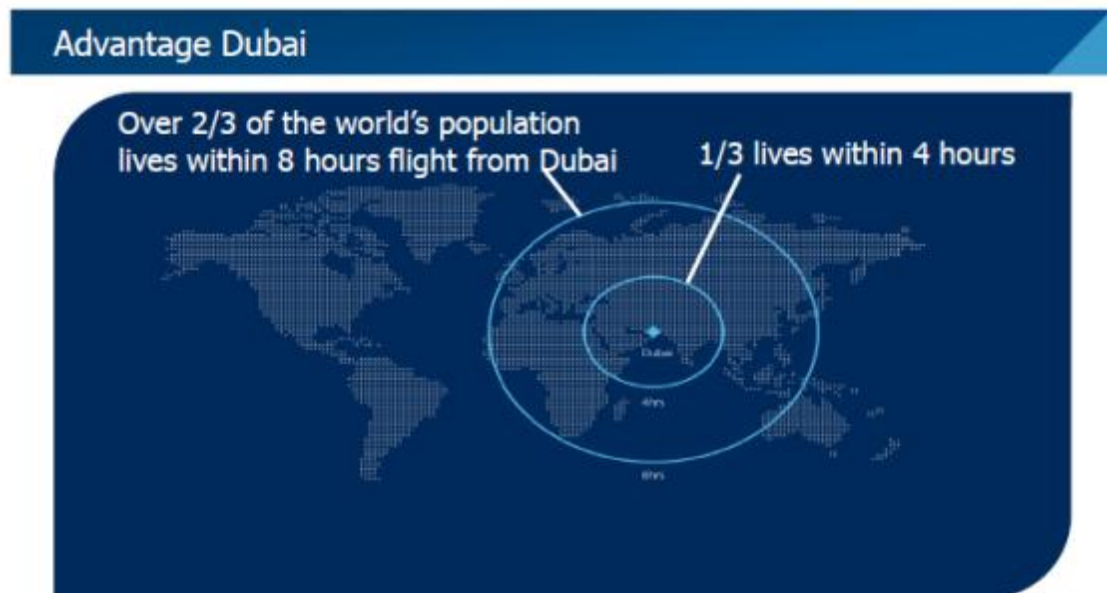 Advantage Dubai
Over 2/3 of the world's population
lives within 8 hours flight from Dubai
1/3 lives within 4 hours
Dubai
4hrs
8hrs